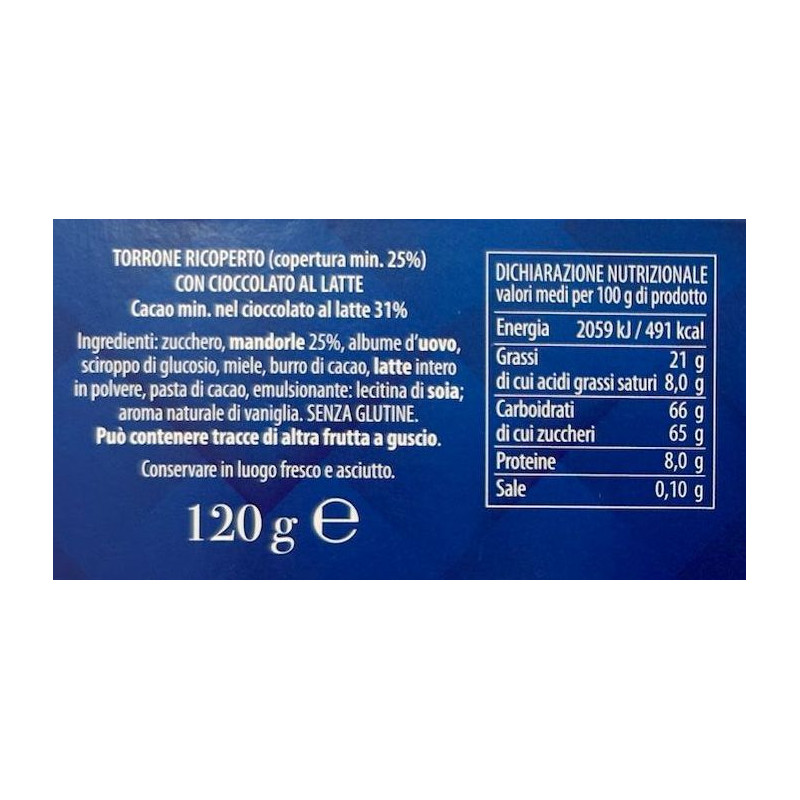 TORRONE RICOPERTO (copertura min. 25%)
CON CIOCCOLATO AL LATTE
Cacao min. nel cioccolato al latte 31%
Ingredienti: zucchero, mandorle 25%, albume d'uovo,
sciroppo di glucosio, miele, burro di cacao, latte intero
in polvere, pasta di cacao, emulsionante: lecitina di soia;
aroma naturale di vaniglia. SENZA GLUTINE.
Può contenere tracce di altra frutta a guscio.
Conservare in luogo fresco e asciutto.
120 g ℮
DICHIARAZIONE NUTRIZIONALE
valori medi per 100 g di prodotto
Energia 2059 kJ / 491 kcal
Grassi 21 g
di cui acidi grassi saturi 8,0 g
Carboidrati 66 g
di cui zuccheri 65 g
Proteine 8,0 g
Sale 0,10 g